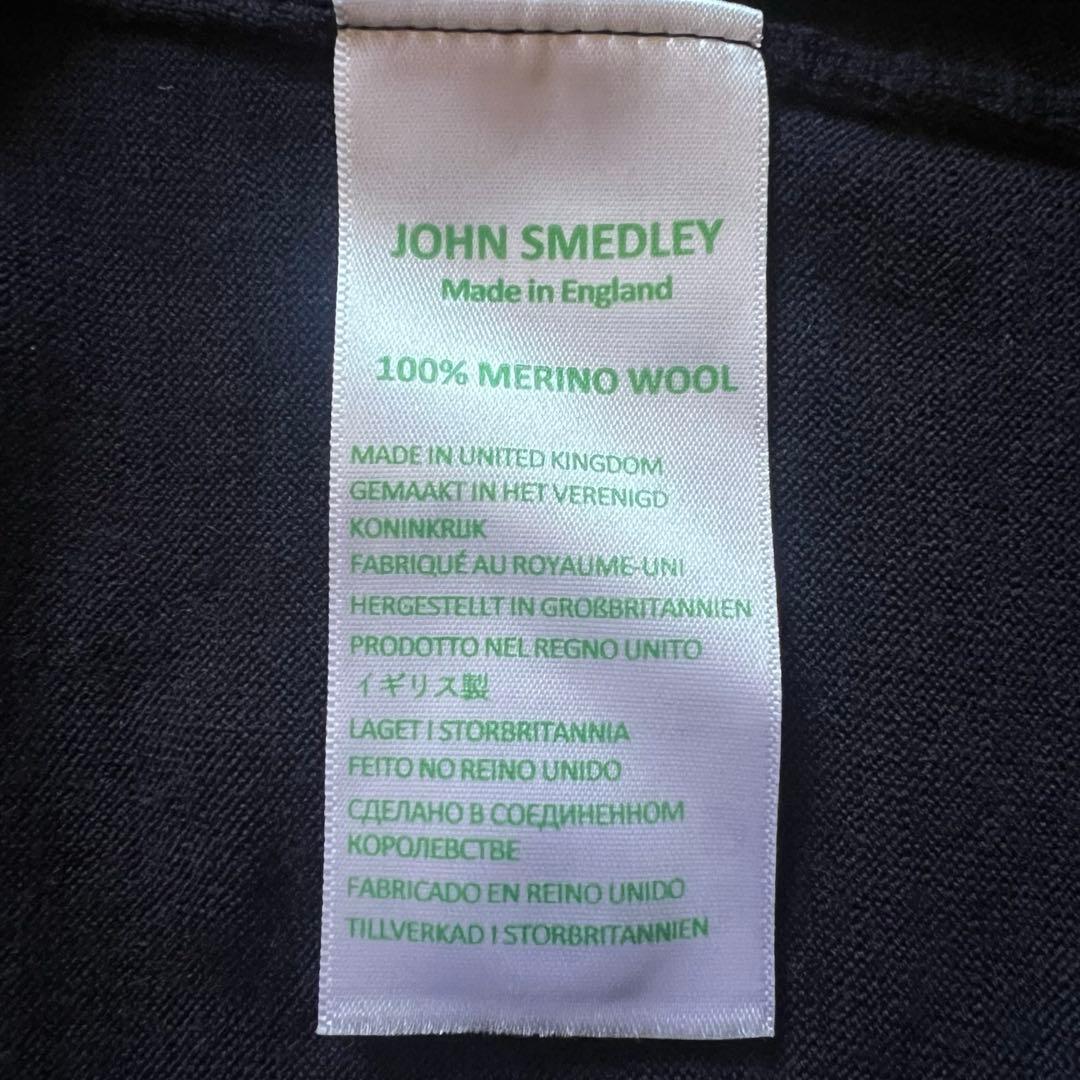 JOHN SMEDLEY
Made in England
100% MERINO WOOL
MADE IN UNITED KINGDOM
GEMAAKT IN HET VERENIGD
KONINKRIJK
FABRIQUÉ AU ROYAUME-UNI
HERGESTELLT IN GROßBRITANNIEN
PRODOTTO NEL REGNO UNITO
イギリス製
LAGET I STORBRITANNIA
FEITO NO REINO UNIDO
СДЕЛАНО В СОЕДИНЕННОМ
КОРОЛЕВСТВЕ
FABRICADO EN REINO UNIDO
TILLVERKAD I STORBRITANNIEN